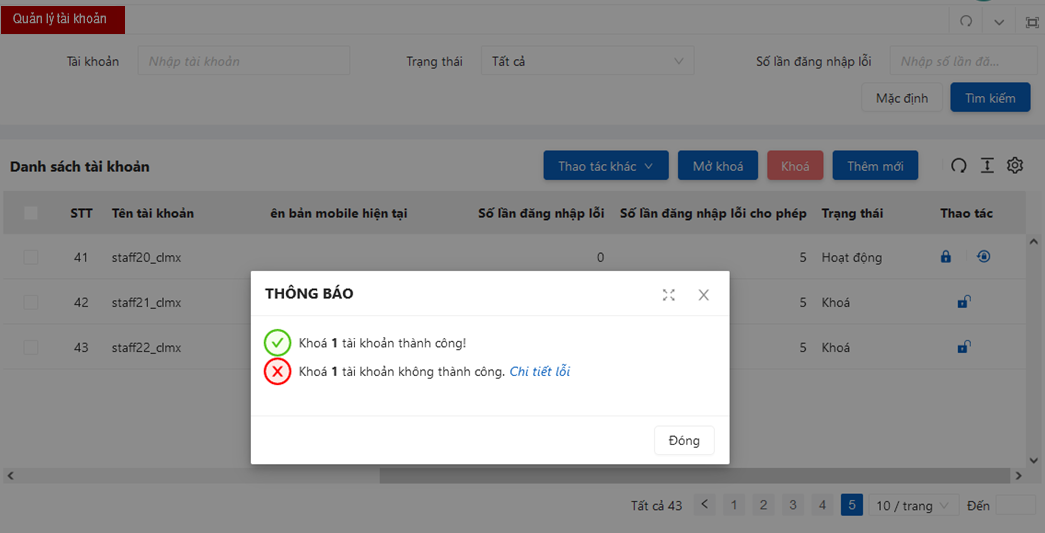 Quản lý tài khoản
Tài khoản Nhập tài khoản Trạng thái Tất cả Số lần đăng nhập lỗi Nhập số lần đă...
Mặc định Tìm kiếm
Danh sách tài khoản Thao tác khác Mở khoá Khoá Thêm mới
STT Tên tài khoản ên bản mobile hiện tại Số lần đăng nhập lỗi Số lần đăng nhập lỗi cho phép Trạng thái Thao tác
41 staff20_clmx 0 5 Hoạt động
42 staff21_clmx 5 Khoá
43 staff22_clmx 5 Khoá
THÔNG BÁO
Khoá 1 tài khoản thành công!
Khoá 1 tài khoản không thành công. Chi tiết lỗi
Đóng
Tất cả 43 < 1 2 3 4 5 10 / trang Đến